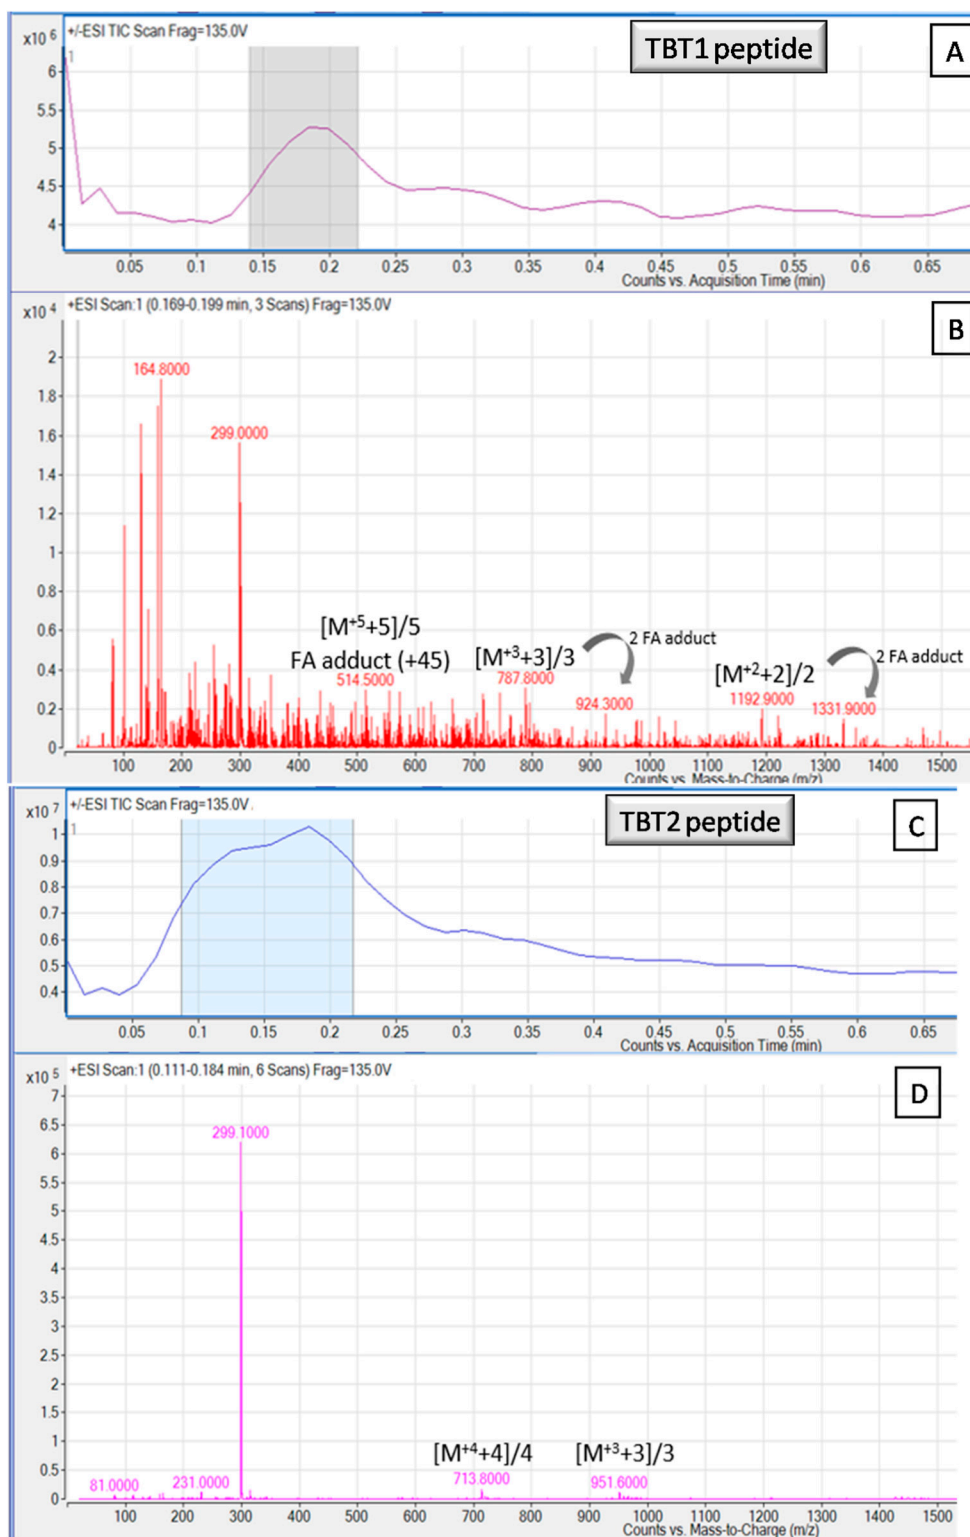 +/-ESI TIC Scan Frag=135.0V
TBT1 peptide
A
x10 6
1
6
5.5
5
4.5
4
0.05 0.1 0.15 0.2 0.25 0.3 0.35 0.4 0.45 0.5 0.55 0.6 0.65
Counts vs. Acquisition Time (min)
+ESI Scan:1 (0.169-0.199 min, 3 Scans) Frag=135.0V
B
x10 4
2
1.8
1.6
1.4
1.2
1
0.8
0.6
0.4
0.2
0
164.8000
299.0000
[M+5+5]/5
FA adduct (+45)
514.5000
[M+3+3]/3
787.8000
2 FA adduct
924.3000
[M+2+2]/2
1192.9000
2 FA adduct
1331.9000
100 200 300 400 500 600 700 800 900 1000 1100 1200 1300 1400 1500
Counts vs. Mass-to-Charge (m/z)
+/-ESI TIC Scan Frag=135.0V
TBT2 peptide
C
x10 7
1
1
0.9
0.8
0.7
0.6
0.5
0.4
0.05 0.1 0.15 0.2 0.25 0.3 0.35 0.4 0.45 0.5 0.55 0.6 0.65
Counts vs. Acquisition Time (min)
+ESI Scan:1 (0.111-0.184 min, 6 Scans) Frag=135.0V
D
x10 5
7
6.5
6
5.5
5
4.5
4
3.5
3
2.5
2
1.5
1
0.5
0
299.1000
81.0000
231.0000
[M+4+4]/4
713.8000
[M+3+3]/3
951.6000
100 200 300 400 500 600 700 800 900 1000 1100 1200 1300 1400 1500
Counts vs. Mass-to-Charge (m/z)